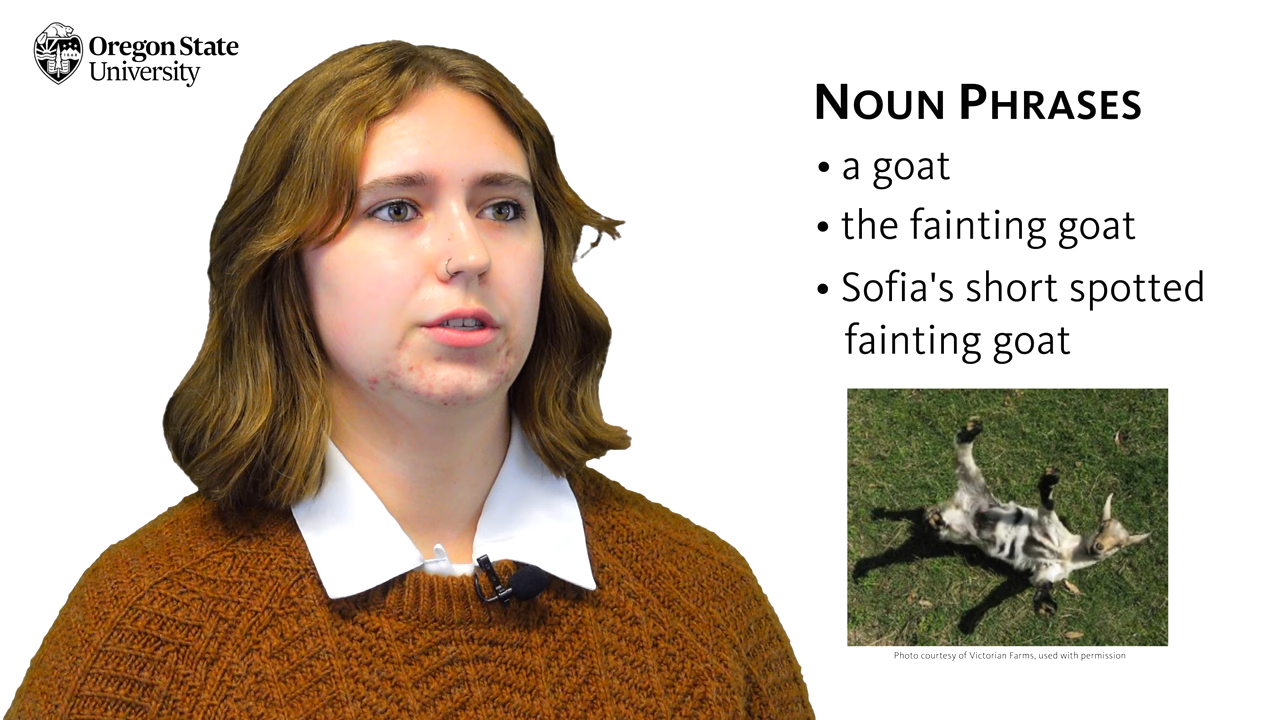 Oregon State
University
NOUN PHRASES
• a goat
• the fainting goat
• Sofia's short spotted
fainting goat
Photo courtesy of Victorian Farms, used with permission